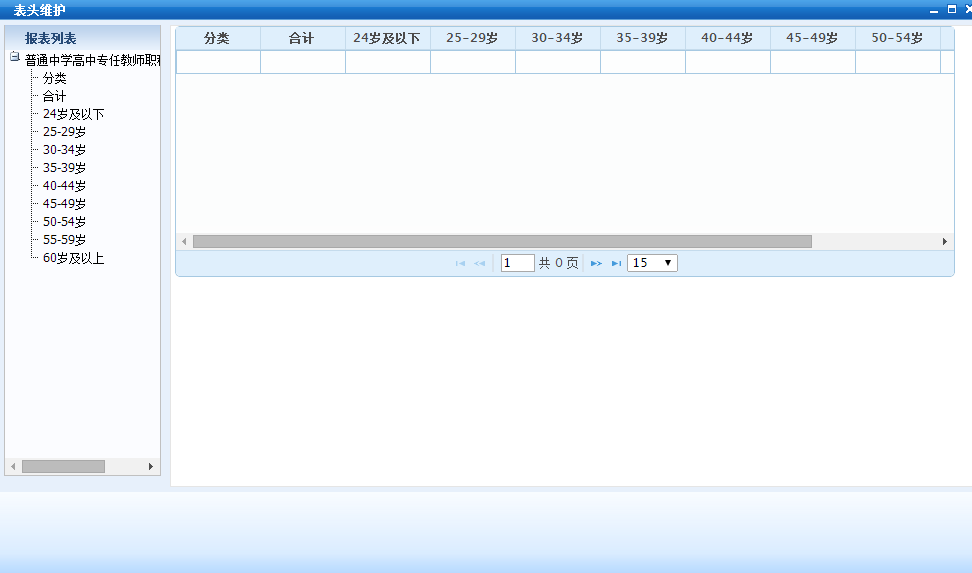 表头维护
报表列表
普通中学高中专任教师职
分类
合计
24岁及以下
25-29岁
30-34岁
35-39岁
40-44岁
45-49岁
50-54岁
55-59岁
60岁及以上
分类 合计 24岁及以下 25-29岁 30-34岁 35-39岁 40-44岁 45-49岁 50-54岁
1 共 0 页 15